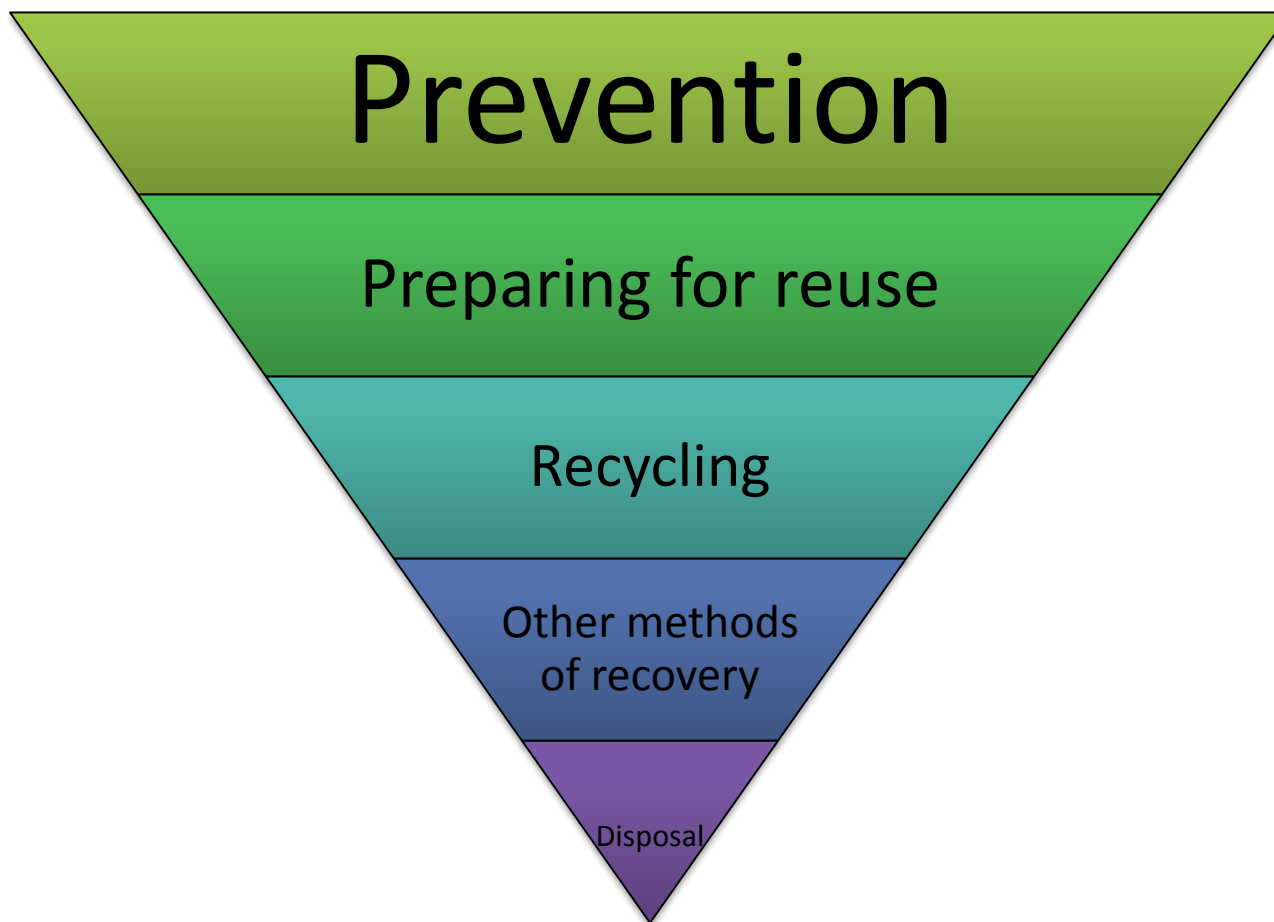 Prevention
Preparing for reuse
Recycling
Other methods
of recovery
Disposal